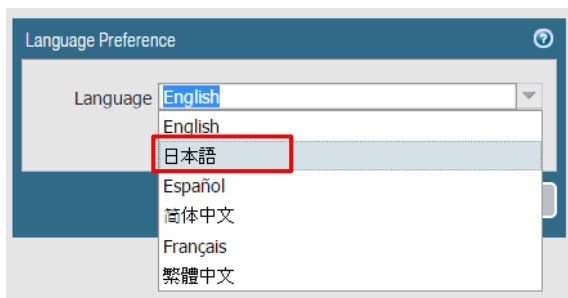 Language Preference
Language English
English
日本語
Español
简体中文
Français
繁體中文